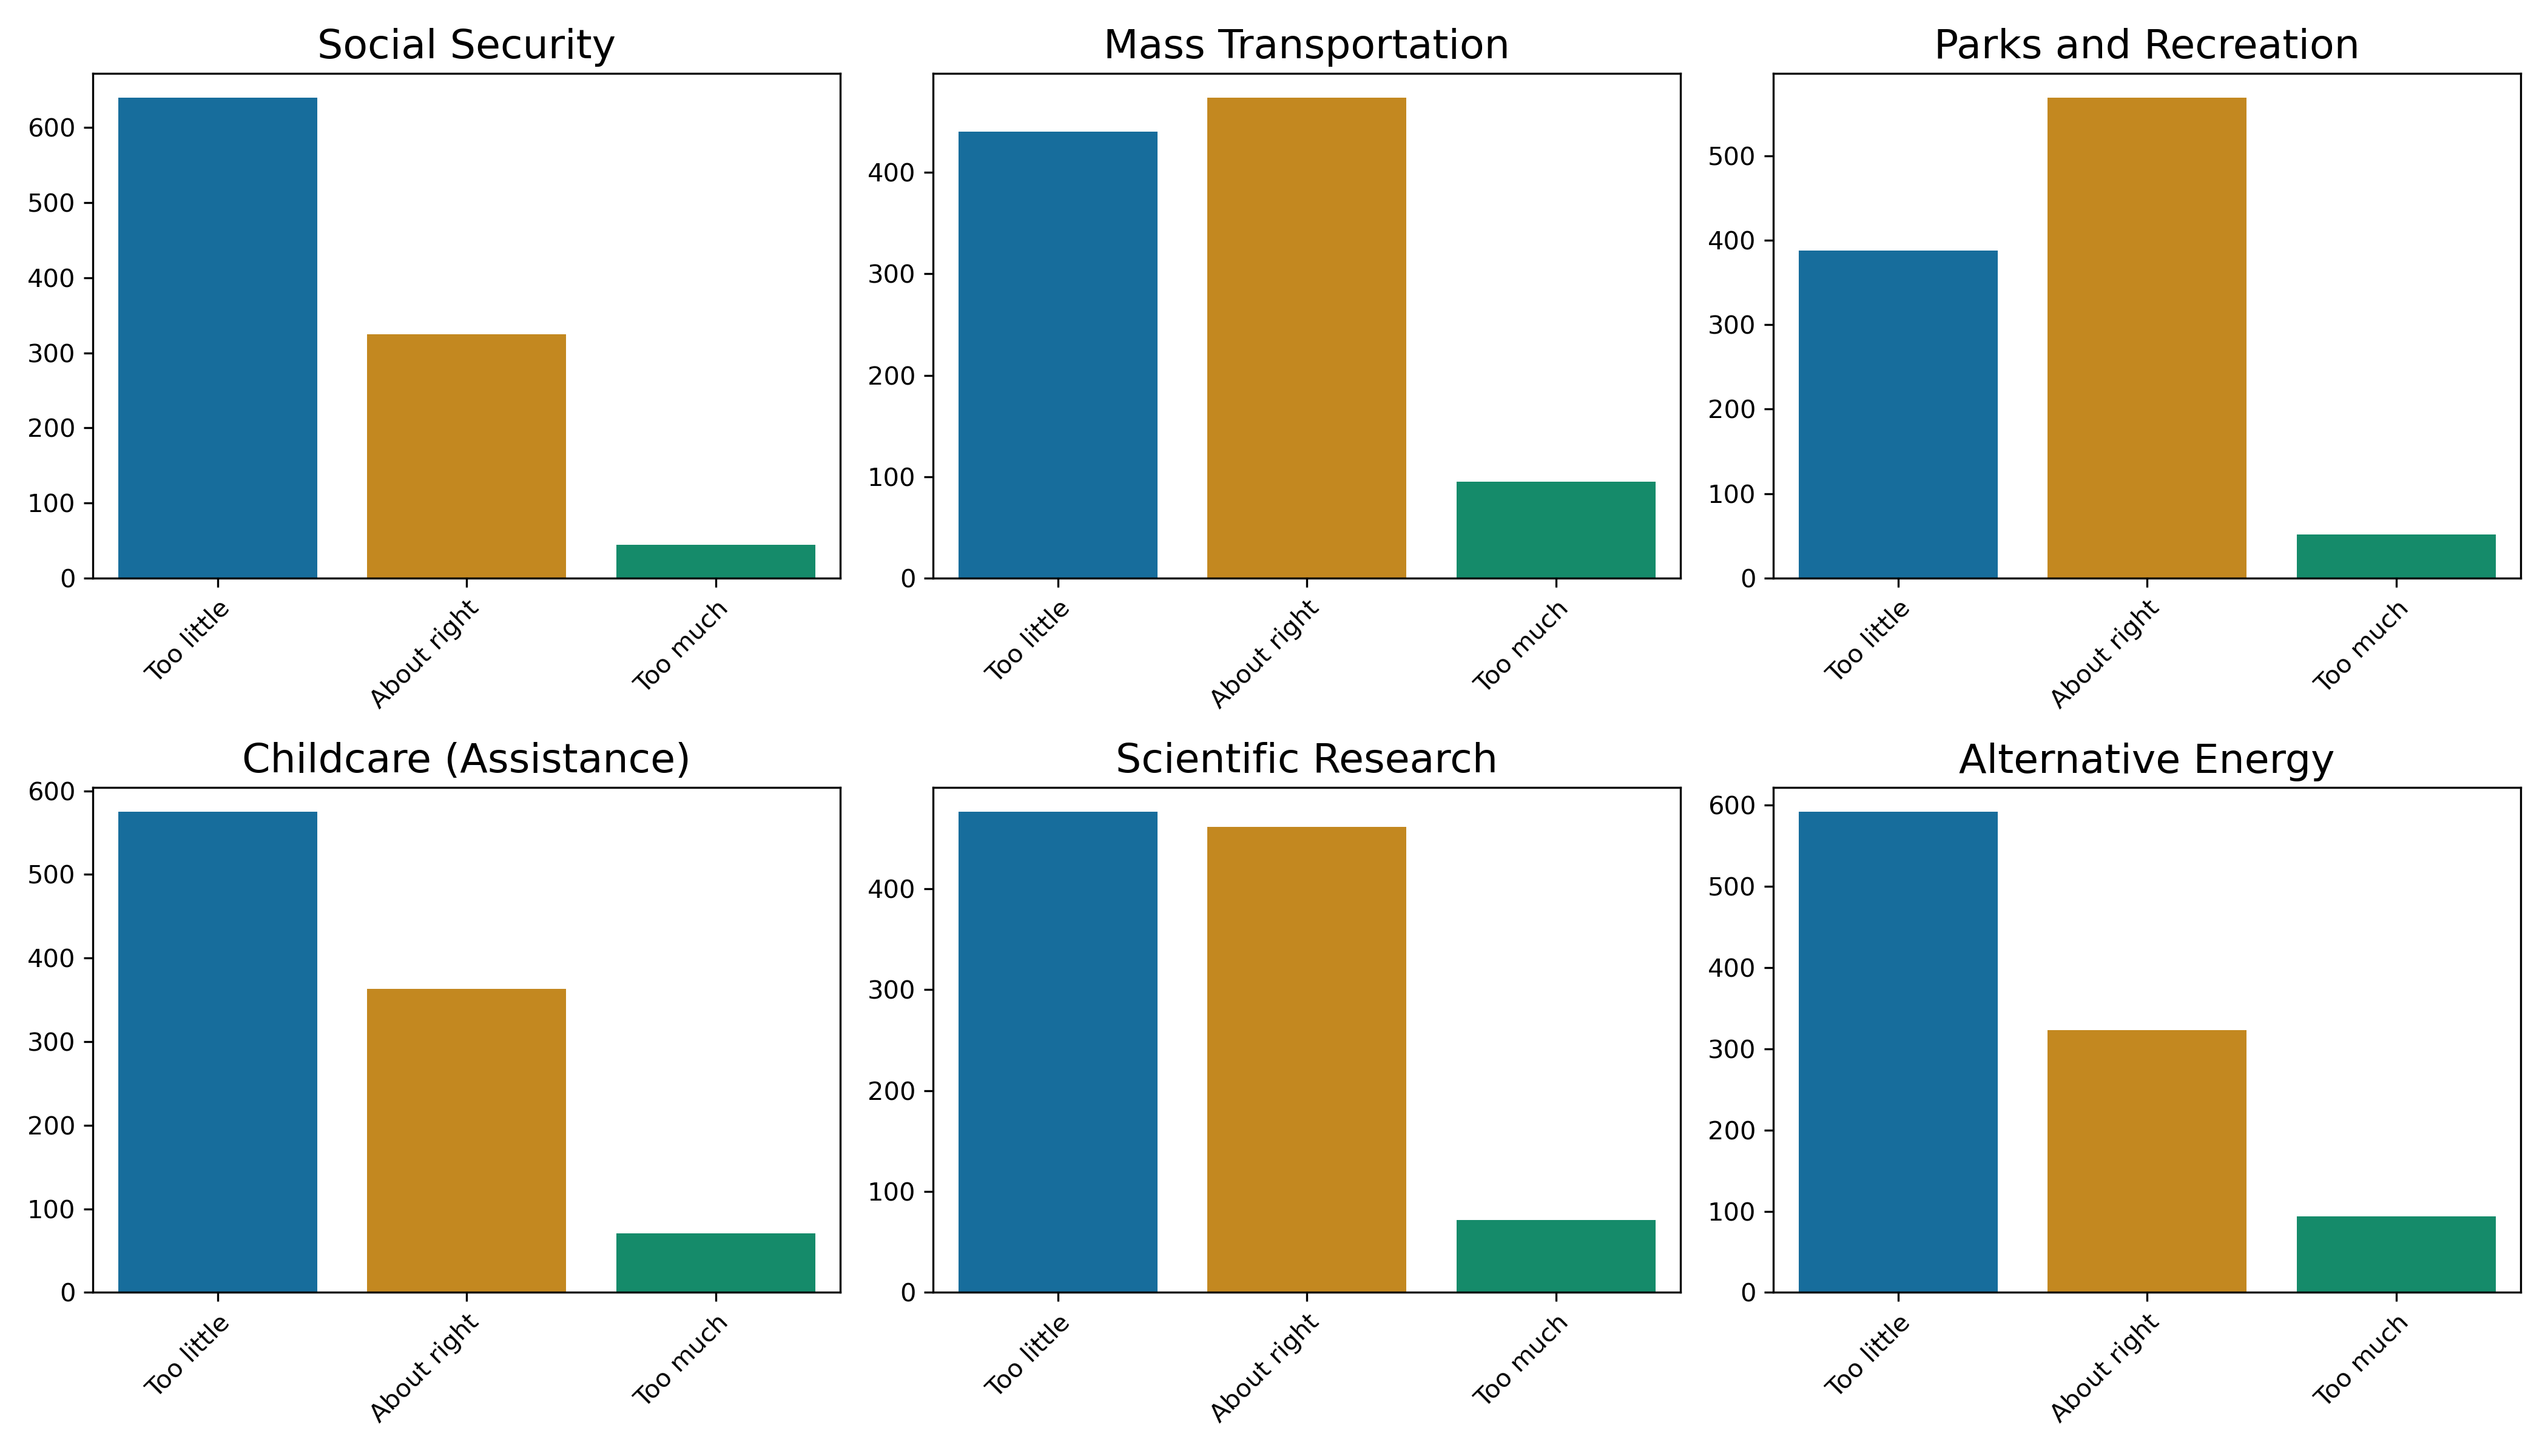 Social Security
600
500
400
300
200
100
0
Too little
About right
Too much
Mass Transportation
400
300
200
100
0
Too little
About right
Too much
Parks and Recreation
500
400
300
200
100
0
Too little
About right
Too much
Childcare (Assistance)
600
500
400
300
200
100
0
Too little
About right
Too much
Scientific Research
400
300
200
100
0
Too little
About right
Too much
Alternative Energy
600
500
400
300
200
100
0
Too little
About right
Too much